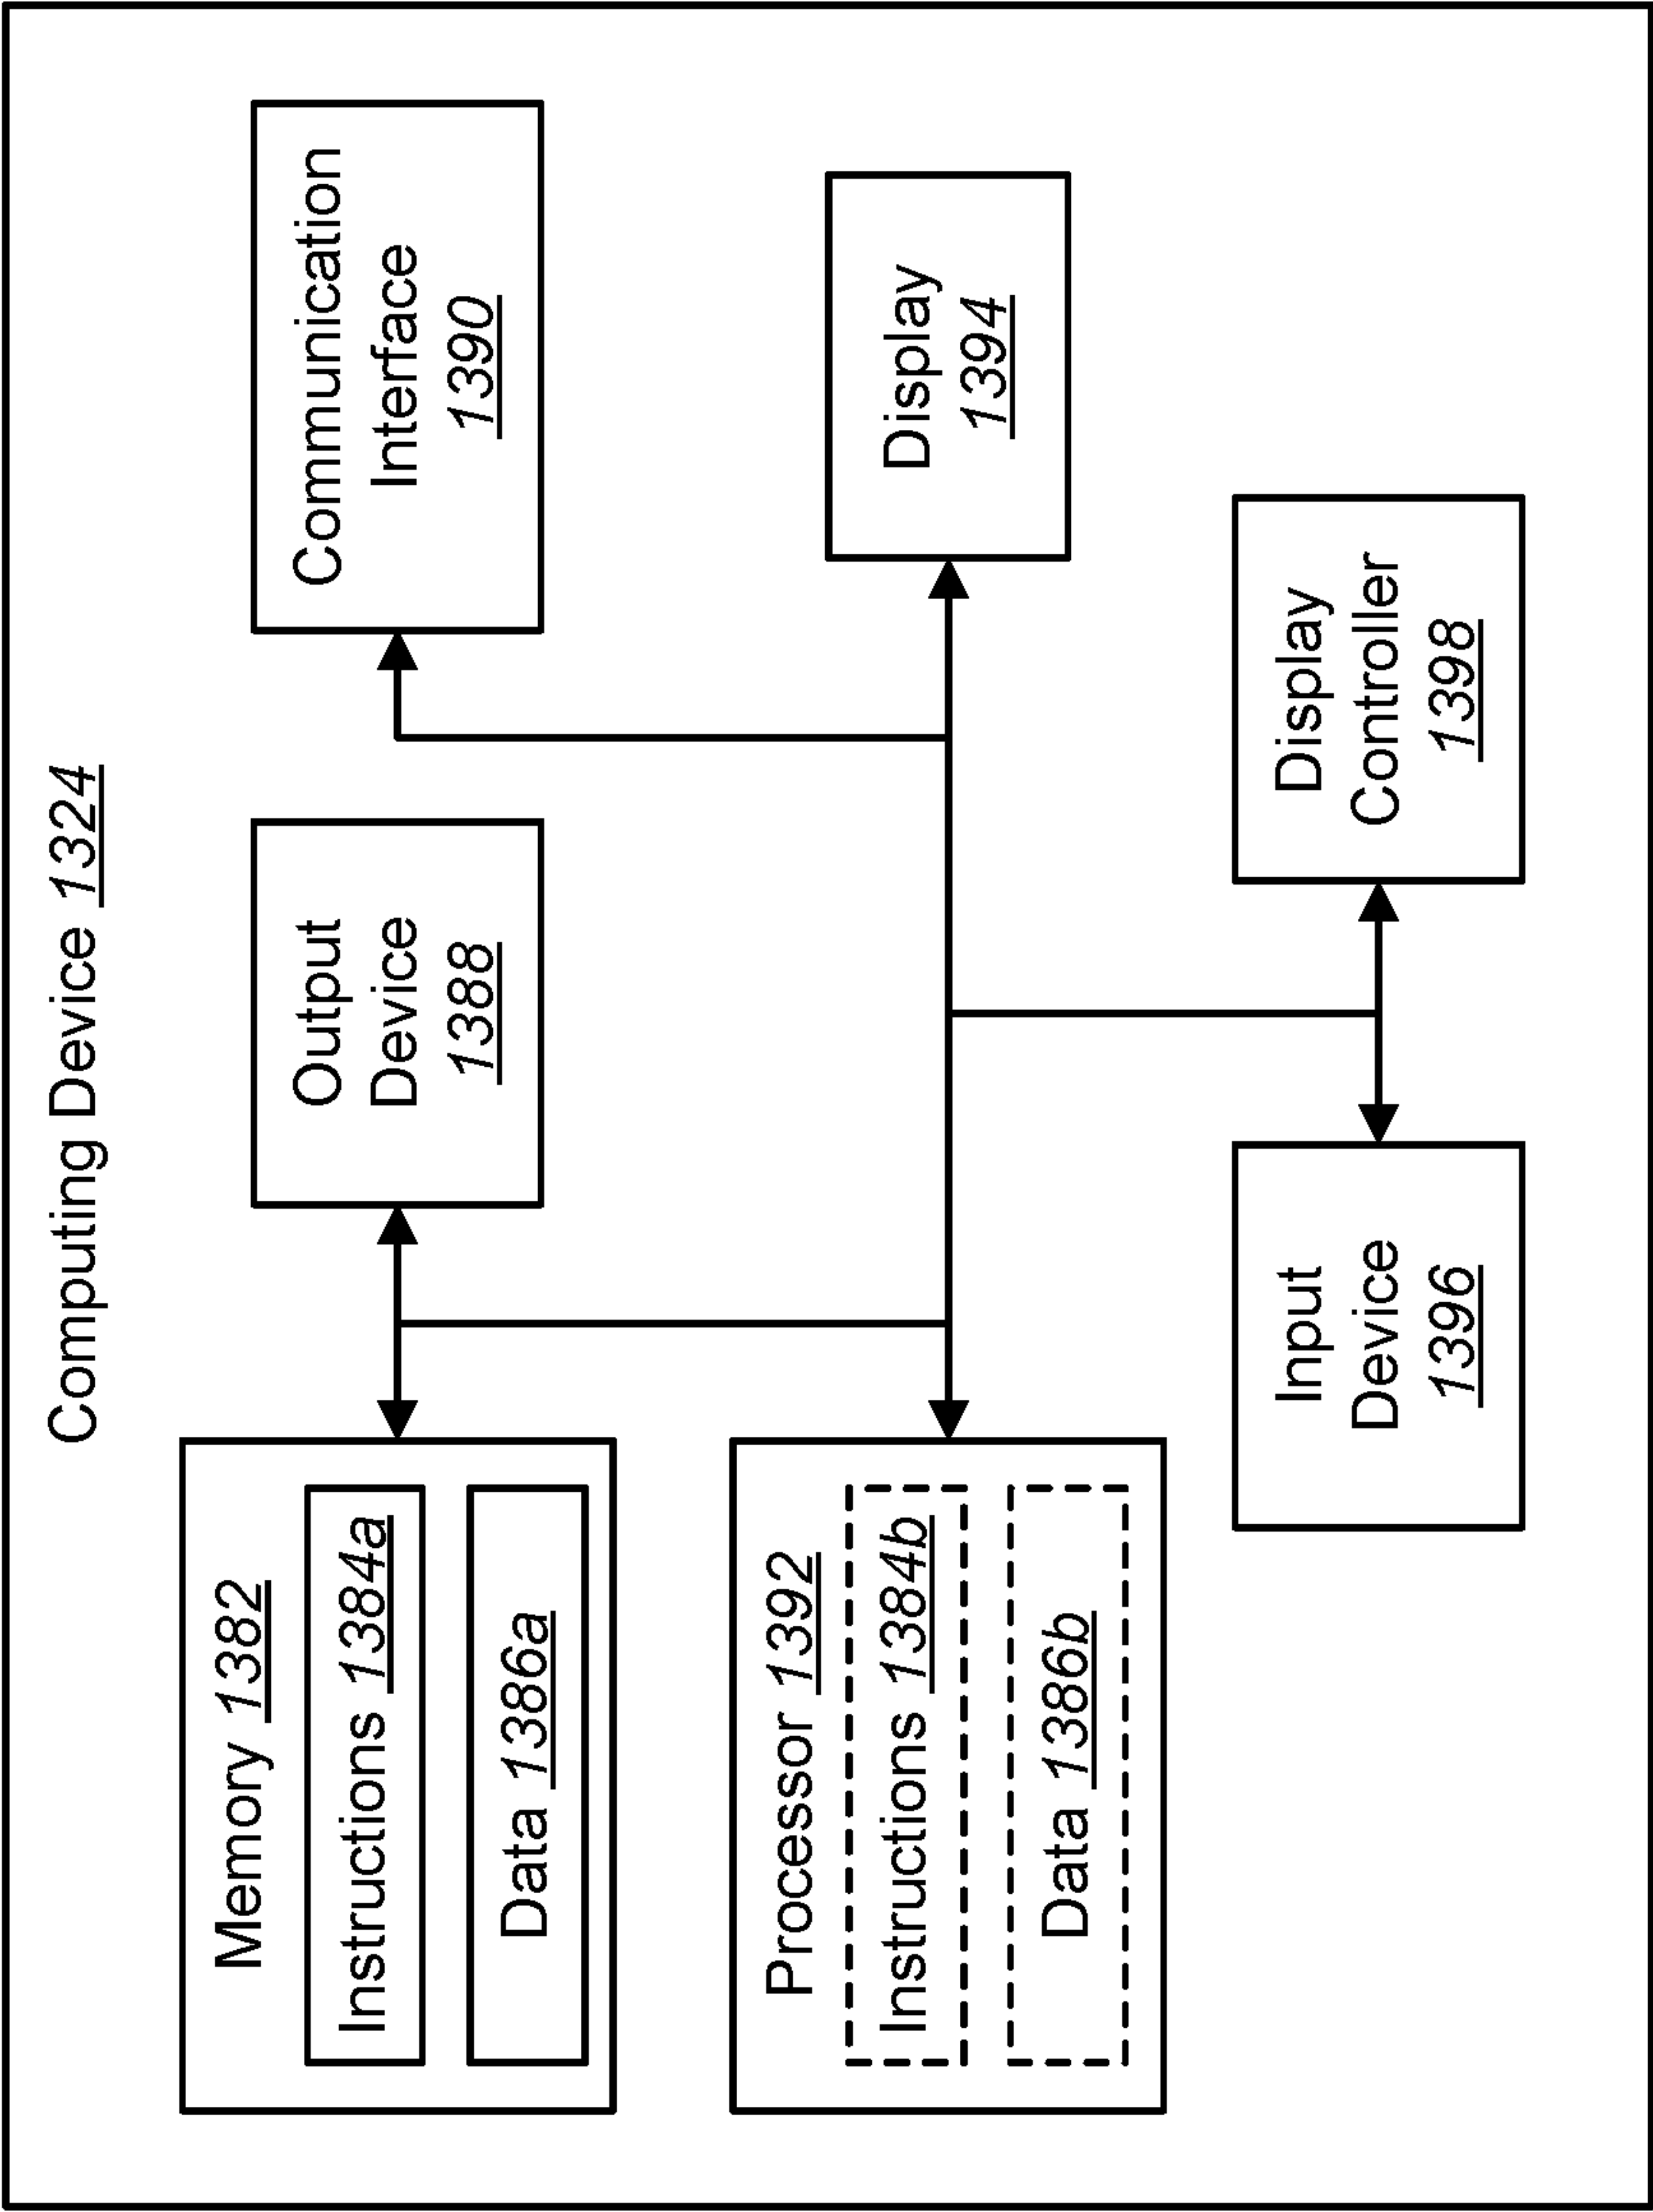 Computing Device 1324
Memory 1382
Instructions 1384a
Data 1386a
Output
Device
1388
Communication
Interface
1390
Processor 1392
Instructions 1384b
Data 1386b
Display
1394
Input
Device
1396
Display
Controller
1398